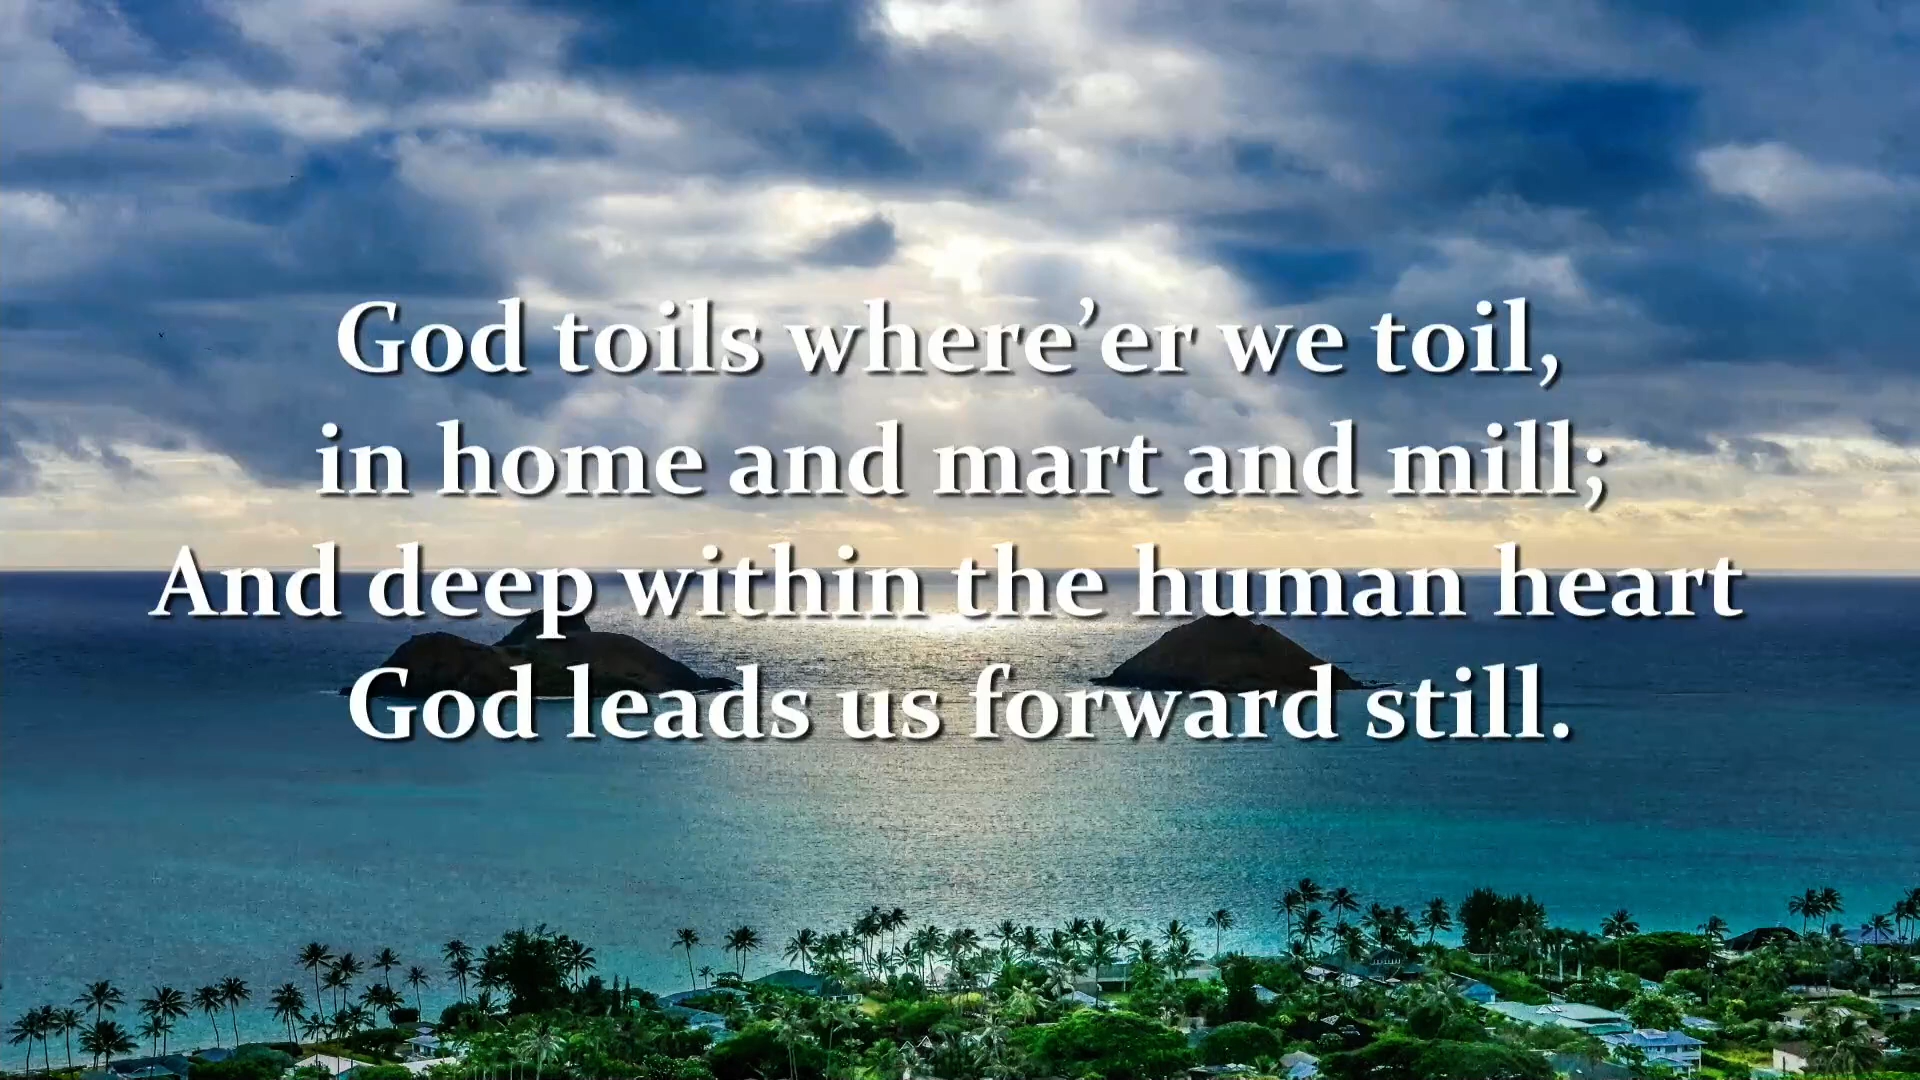 God toils where’er we toil,
in home and mart and mill;
And deep within the human heart
God leads us forward still.